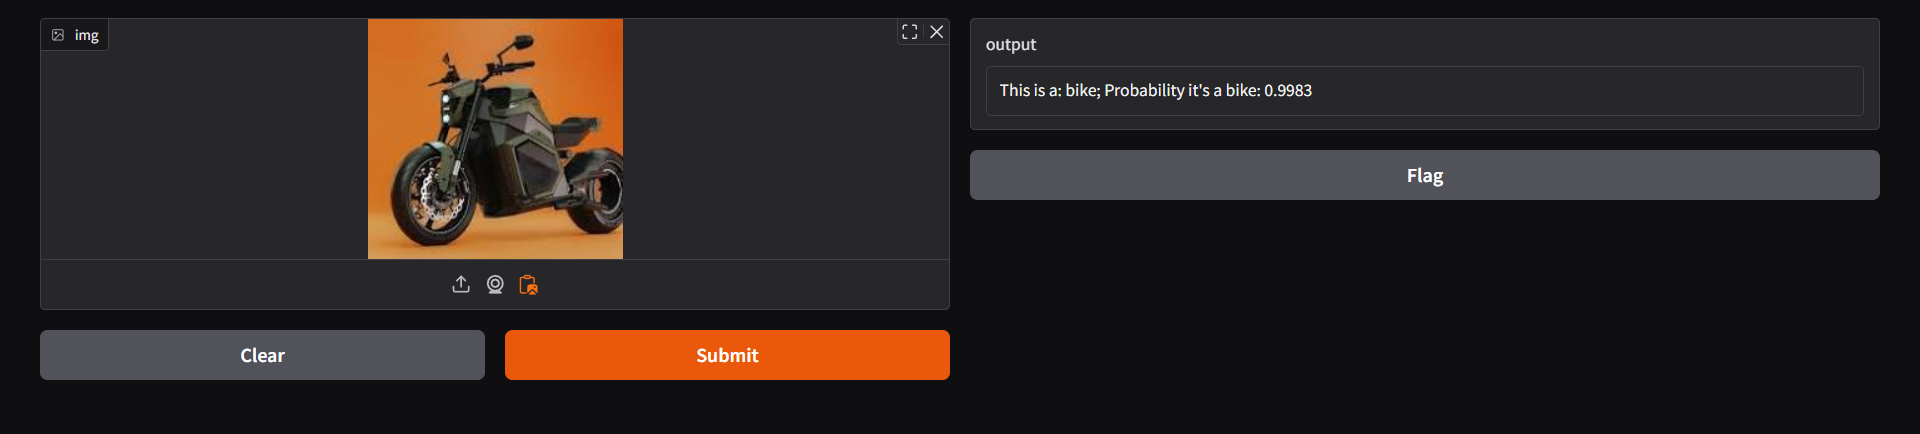 img
output
This is a: bike; Probability it's a bike: 0.9983
Flag
Clear
Submit